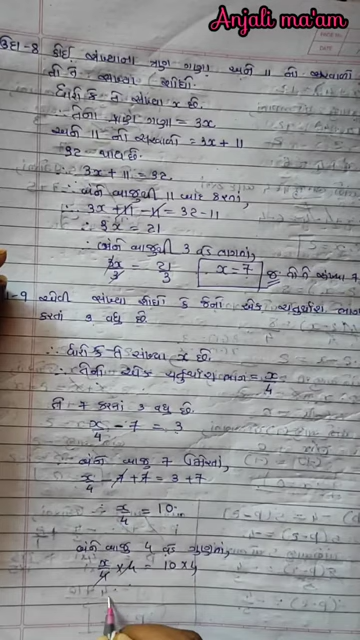 Anjali ma'am
ઉદા-8 કોઈ સંખ્યાના ત્રણ ગણા અને 11 નો સરવાળો
તો તે સંખ્યા શોધો.
ધારો કે તે સંખ્યા x છે.
∴ તેના ત્રણ ગણા = 3x
અને 11 નો સરવાળો = 3x + 11
32 થાય છે.
∴ 3x + 11 = 32
∴ બંને બાજુથી 11 બાદ કરતાં,
∴ 3x + 11 - 11 = 32 - 11
∴ 3x = 21
∴ બંને બાજુથી 3 વડે ભાગતાં,
3x/3 = 21/3 x = 7 સંખ્યા 7
-9 એવી સંખ્યા શોધો કે જેનો એક ચતુર્થાંશ ભાગ
કરતાં 3 વધુ છે.
∴ ધારો કે તે સંખ્યા x છે.
∴ તેનો એક ચતુર્થાંશ ભાગ = x/4
તે 7 કરતાં 3 વધુ છે.
x/4 - 7 = 3
∴ બંને બાજુ 7 ઉમેરતાં,
x/4 - 7 + 7 = 3 + 7
∴ x/4 = 10
બંને બાજુ 4 વડે ગુણતાં,
x/4 × 4 = 10 × 4